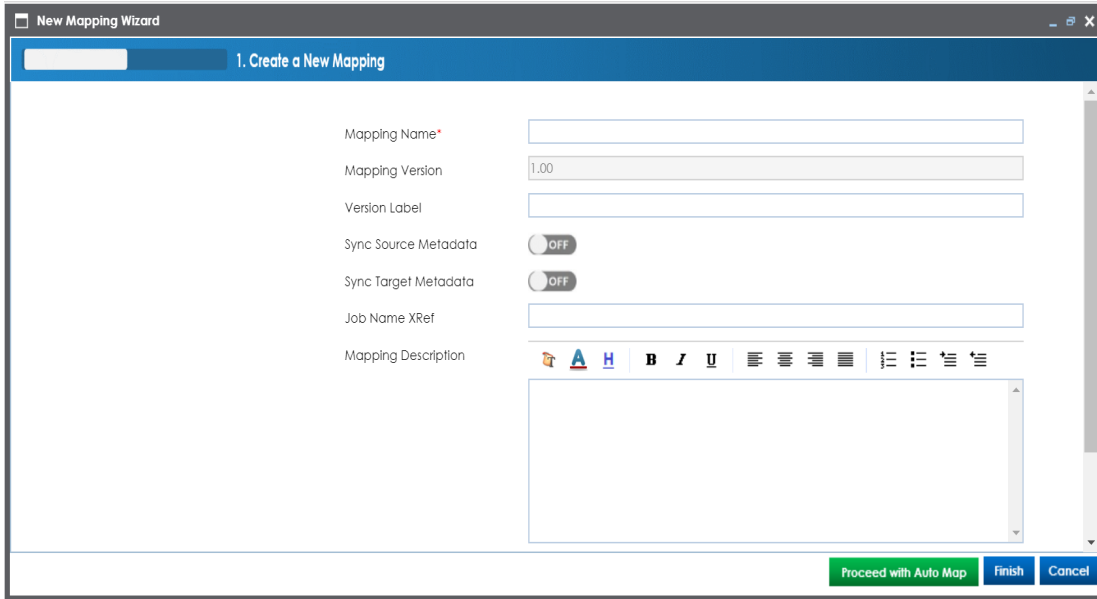 New Mapping Wizard
1. Create a New Mapping
Mapping Name*
Mapping Version
1.00
Version Label
Sync Source Metadata
OFF
Sync Target Metadata
OFF
Job Name XRef
Mapping Description
T A H B I U
Proceed with Auto Map
Finish
Cancel